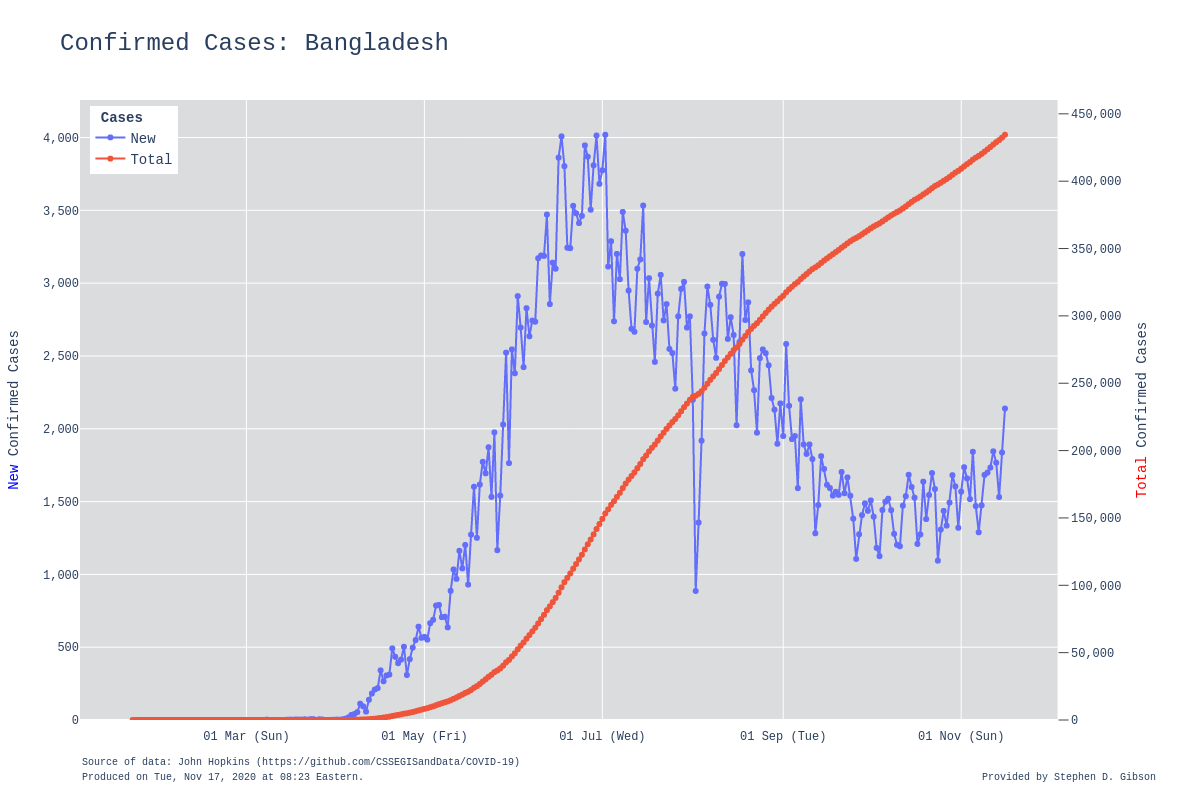 Confirmed Cases: Bangladesh
Cases
New
Total
4,000
3,500
3,000
2,500
2,000
1,500
1,000
500
0
450,000
400,000
350,000
300,000
250,000
200,000
150,000
100,000
50,000
0
New Confirmed Cases
Total Confirmed Cases
01 Mar (Sun)
01 May (Fri)
01 Jul (Wed)
01 Sep (Tue)
01 Nov (Sun)
Source of data: John Hopkins (https://github.com/CSSEGISandData/COVID-19)
Produced on Tue, Nov 17, 2020 at 08:23 Eastern.
Provided by Stephen D. Gibson